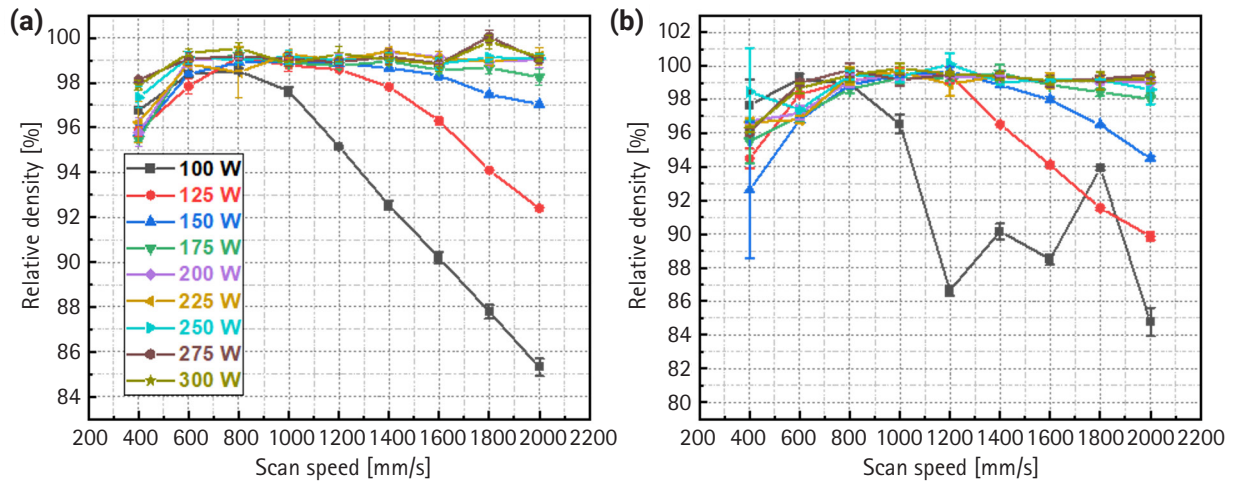 (a)
Relative density [%]
100
98
96
94
92
90
88
86
84
100 W
125 W
150 W
175 W
200 W
225 W
250 W
275 W
300 W
200 400 600 800 1000 1200 1400 1600 1800 2000 2200
Scan speed [mm/s]
(b)
Relative density [%]
102
100
98
96
94
92
90
88
86
84
82
80
200 400 600 800 1000 1200 1400 1600 1800 2000 2200
Scan speed [mm/s]